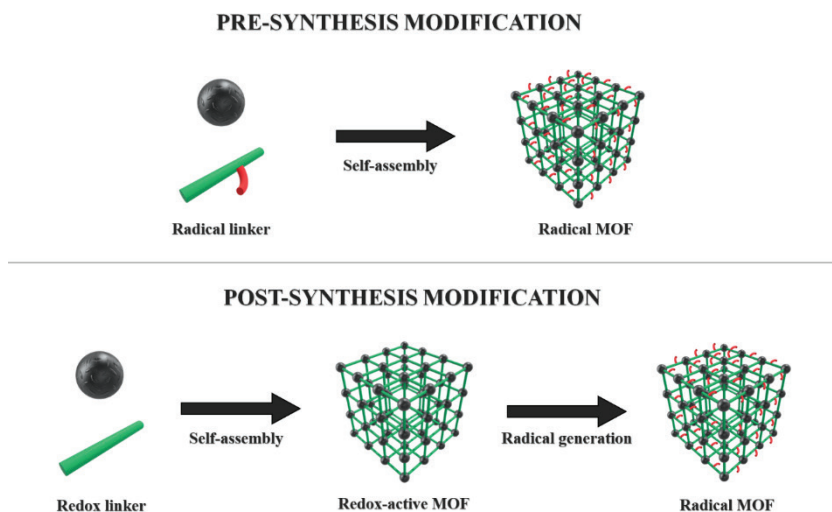 PRE-SYNTHESIS MODIFICATION
Self-assembly
Radical linker
Radical MOF
POST-SYNTHESIS MODIFICATION
Self-assembly
Radical generation
Redox linker
Redox-active MOF
Radical MOF